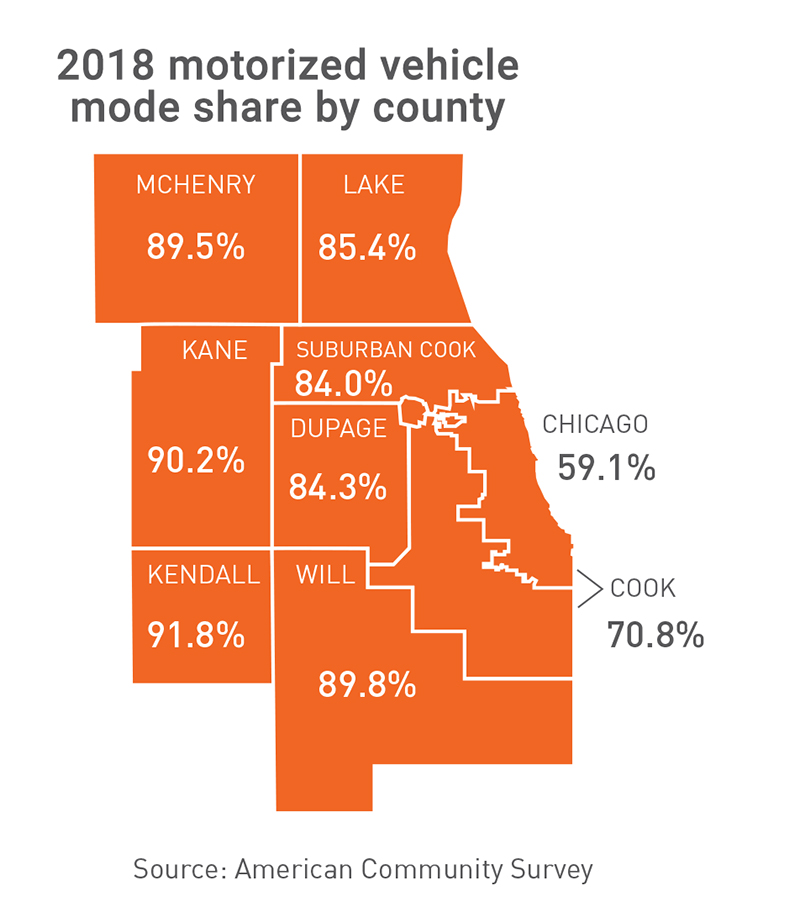 2018 motorized vehicle
mode share by county
MCHENRY
89.5%
LAKE
85.4%
KANE
90.2%
SUBURBAN COOK
84.0%
DUPAGE
84.3%
CHICAGO
59.1%
KENDALL
91.8%
WILL
89.8%
COOK
70.8%
Source: American Community Survey